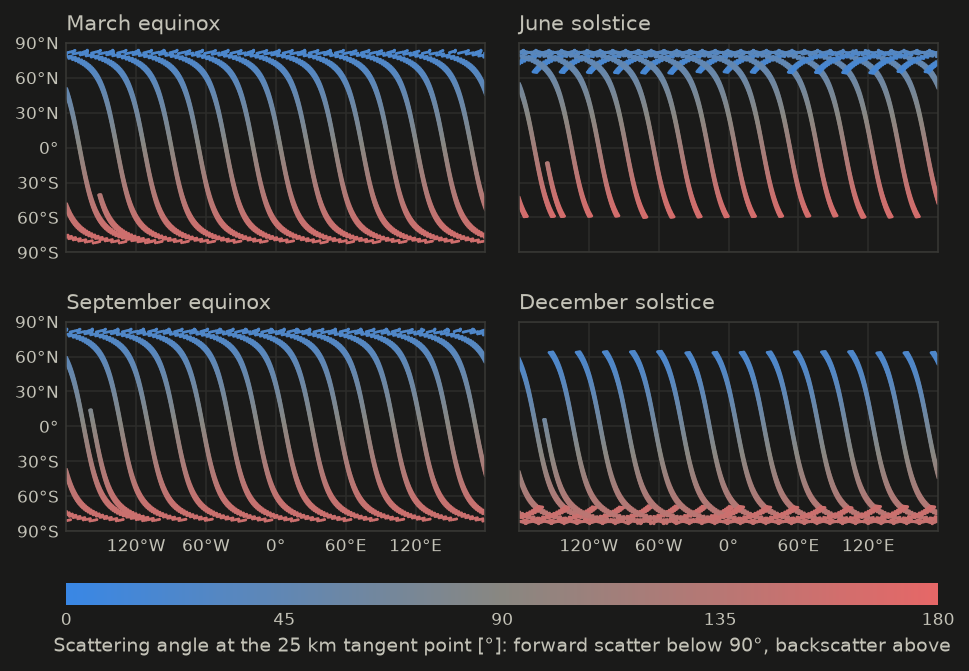 March equinox
June solstice
90°N
60°N
30°N
0°
30°S
60°S
90°S
September equinox
December solstice
90°N
60°N
30°N
0°
30°S
60°S
90°S
120°W 60°W 0° 60°E 120°E
120°W 60°W 0° 60°E 120°E
0 45 90 135 180
Scattering angle at the 25 km tangent point [°]: forward scatter below 90°, backscatter above